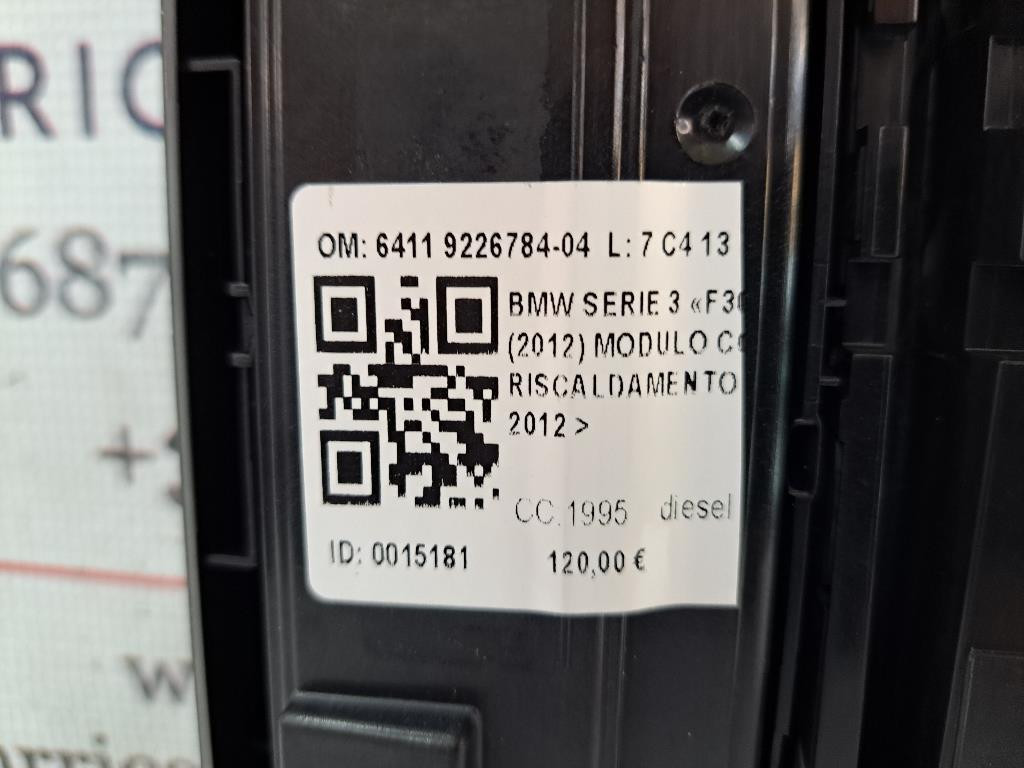 RIC
687
OM: 6411 9226784-04 L: 7 C4 13
BMW SERIE 3 «F3
(2012) MODULO C
RISCALDAMENTO
2012 >
CC. 1995 diesel
ID: 0015181 120,00 €
w
arries